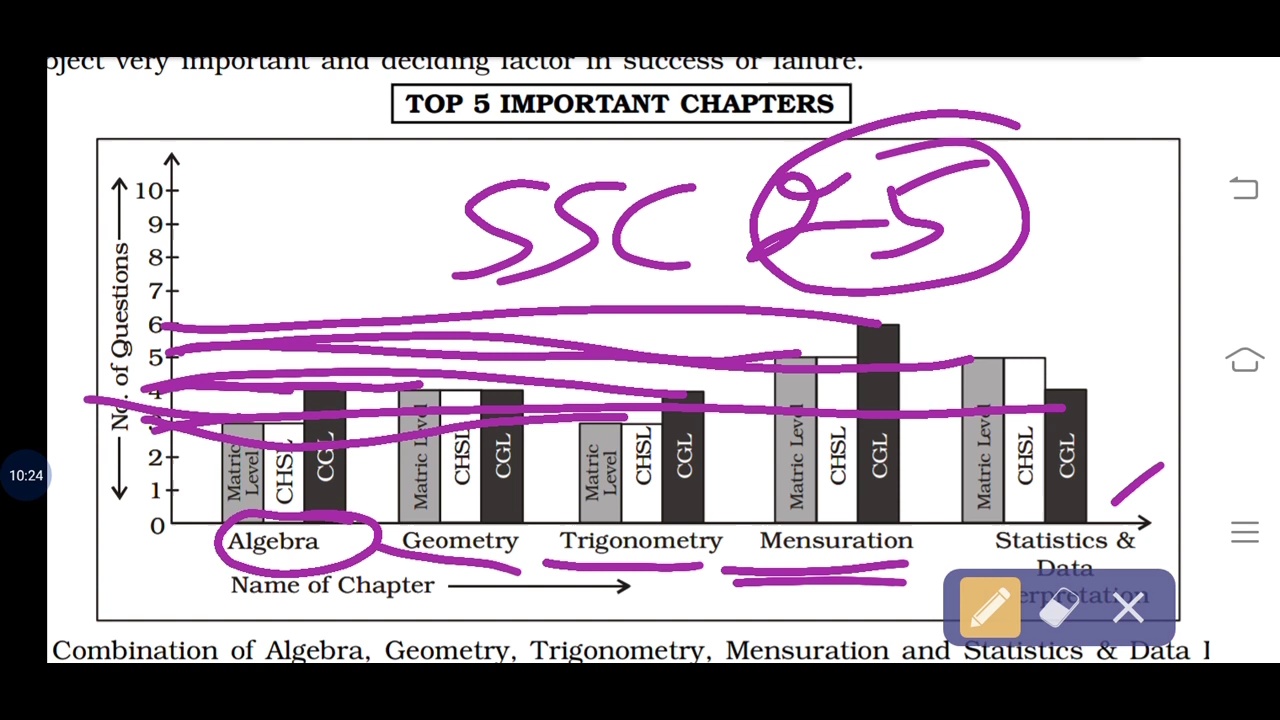 bject very important and deciding factor in success or failure.
TOP 5 IMPORTANT CHAPTERS
SSC
No. of Questions
10
9
8
7
6
5
4
2
1
0
Matric Level
CHSL
CGL
Matric Level
CHSL
CGL
Matric Level
CHSL
CGL
Matric Level
CHSL
CGL
Matric Level
CHSL
CGL
Algebra
Geometry
Trigonometry
Mensuration
Statistics &
Data
erpretation
Name of Chapter
10:24
Combination of Algebra, Geometry, Trigonometry, Mensuration and Statistics & Data I